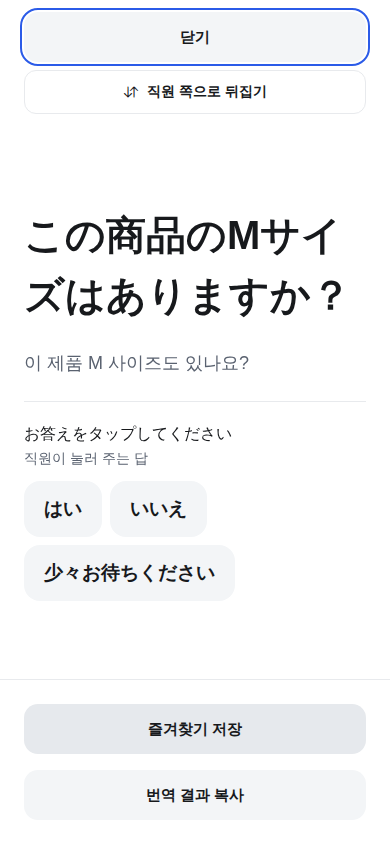 닫기
직원 쪽으로 뒤집기
この商品のMサイ
ズはありますか？
이 제품 M 사이즈도 있나요?
お答えをタップしてください
직원이 눌러 주는 답
はい いいえ
少々お待ちください
즐겨찾기 저장
번역 결과 복사